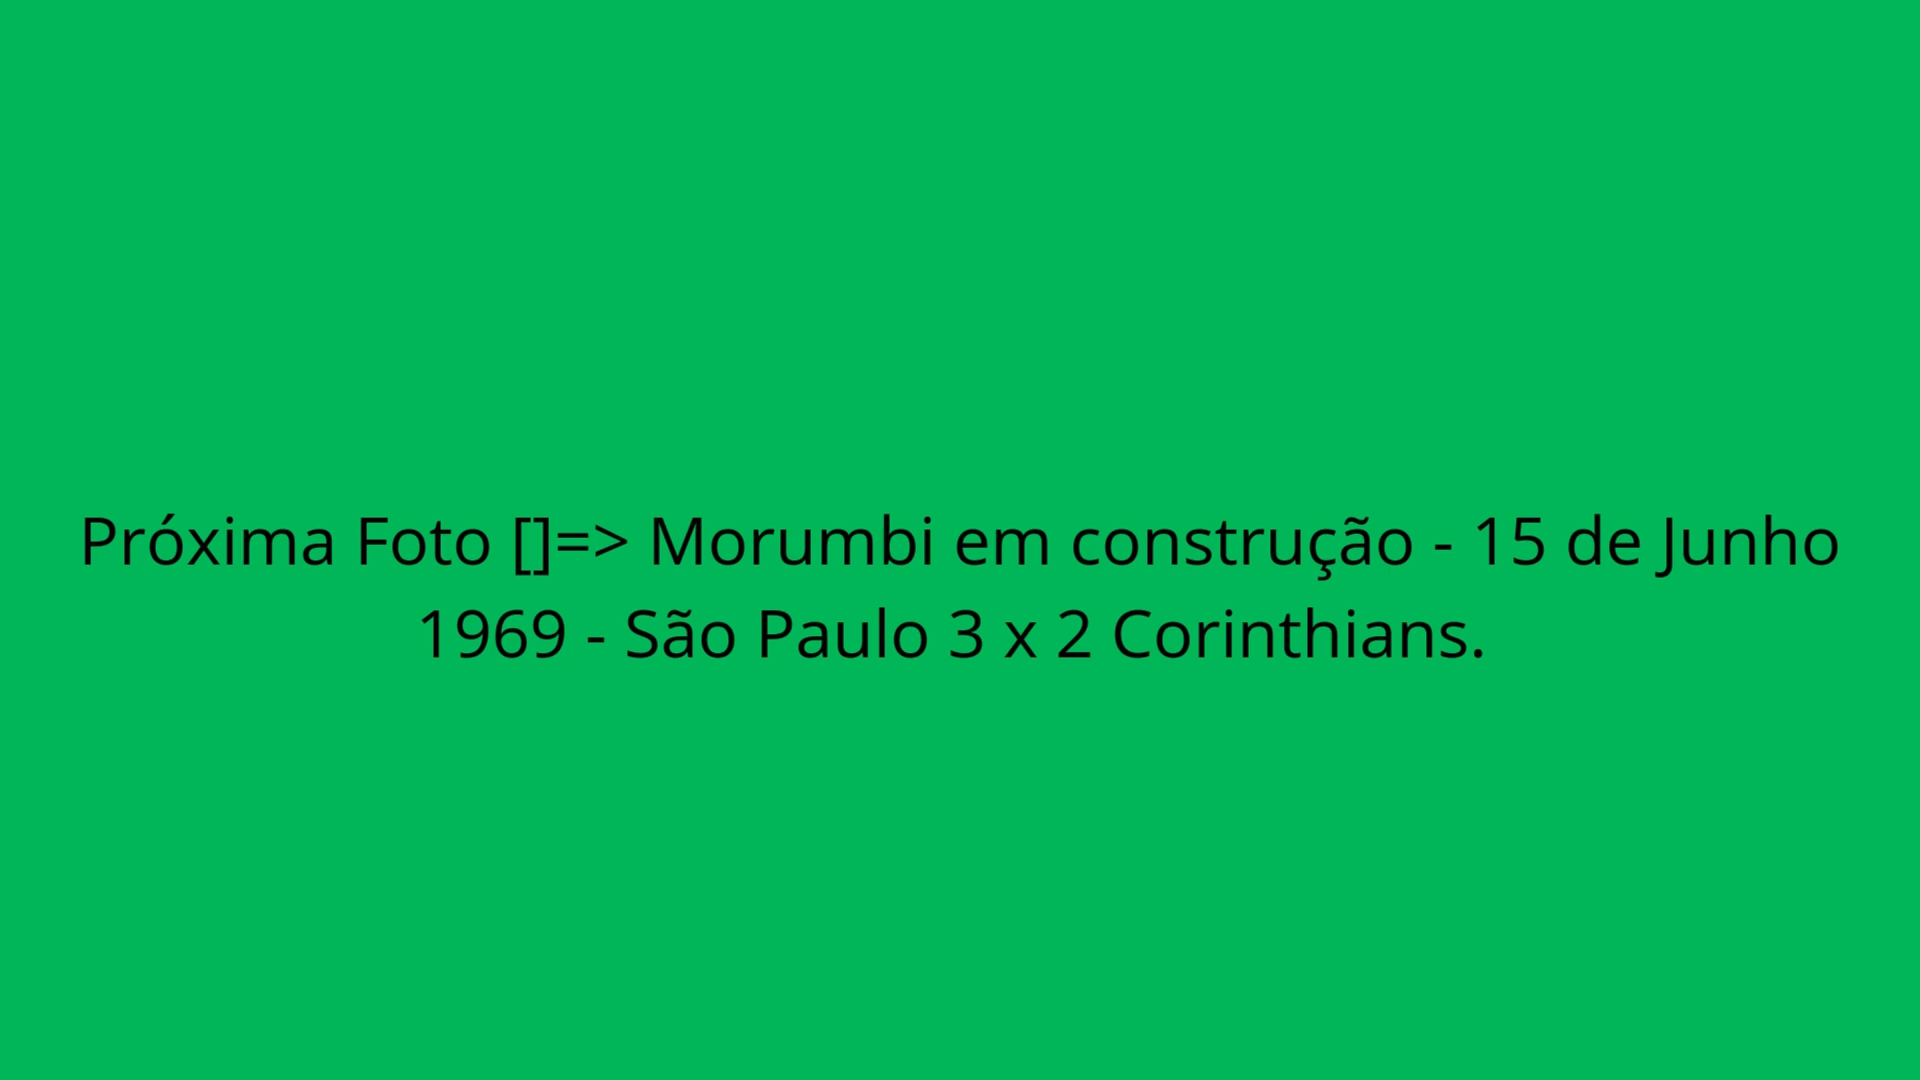 Próxima Foto []=> Morumbi em construção - 15 de Junho
1969 - São Paulo 3 x 2 Corinthians.